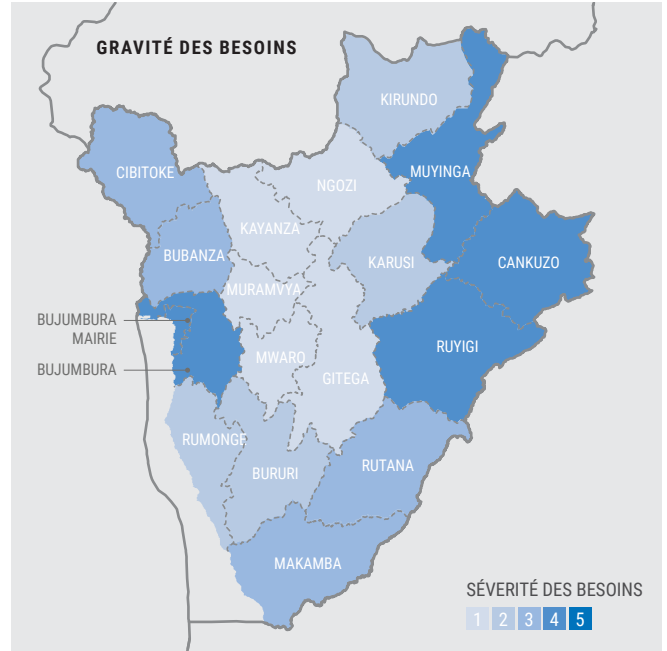 GRAVITÉ DES BESOINS
KIRUNDO
CIBITOKE
MUYINGA
NGOZI
KAYANZA
BUBANZA
KARUSI
CANKUZO
MURAMVYA
BUJUMBURA
MAIRIE
RUYIGI
MWARO
BUJUMBURA
GITEGA
RUMONGE
RUTANA
BURURI
MAKAMBA
SÉVERITÉ DES BESOINS
1 2 3 4 5